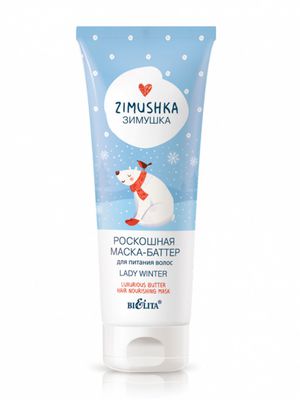 ZIMUSHKA
ЗИМУШКА
РОСКОШНАЯ
МАСКА-БАТТЕР
для питания волос
LADY WINTER
LUXURIOUS BUTTER
HAIR NOURISHING MASK
BIELITA®